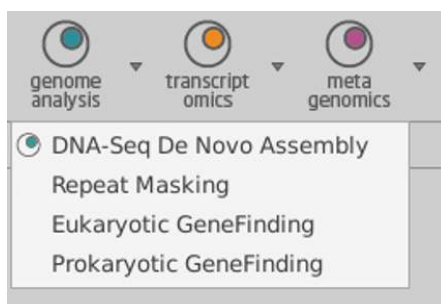 genome
analysis
transcript
omics
meta
genomics
DNA-Seq De Novo Assembly
Repeat Masking
Eukaryotic GeneFinding
Prokaryotic GeneFinding